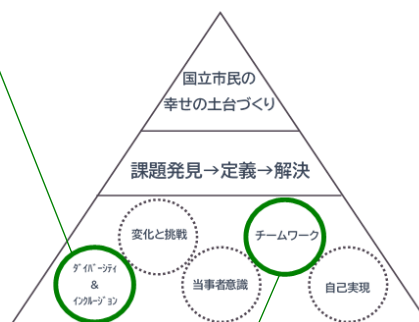 国立市民の
幸せの土台づくり
課題発見→定義→解決
変化と挑戦
チームワーク
ﾀﾞｲﾊﾞｰｼﾃｨ
&
ｲﾝｸﾙｰｼﾞｮﾝ
当事者意識
自己実現